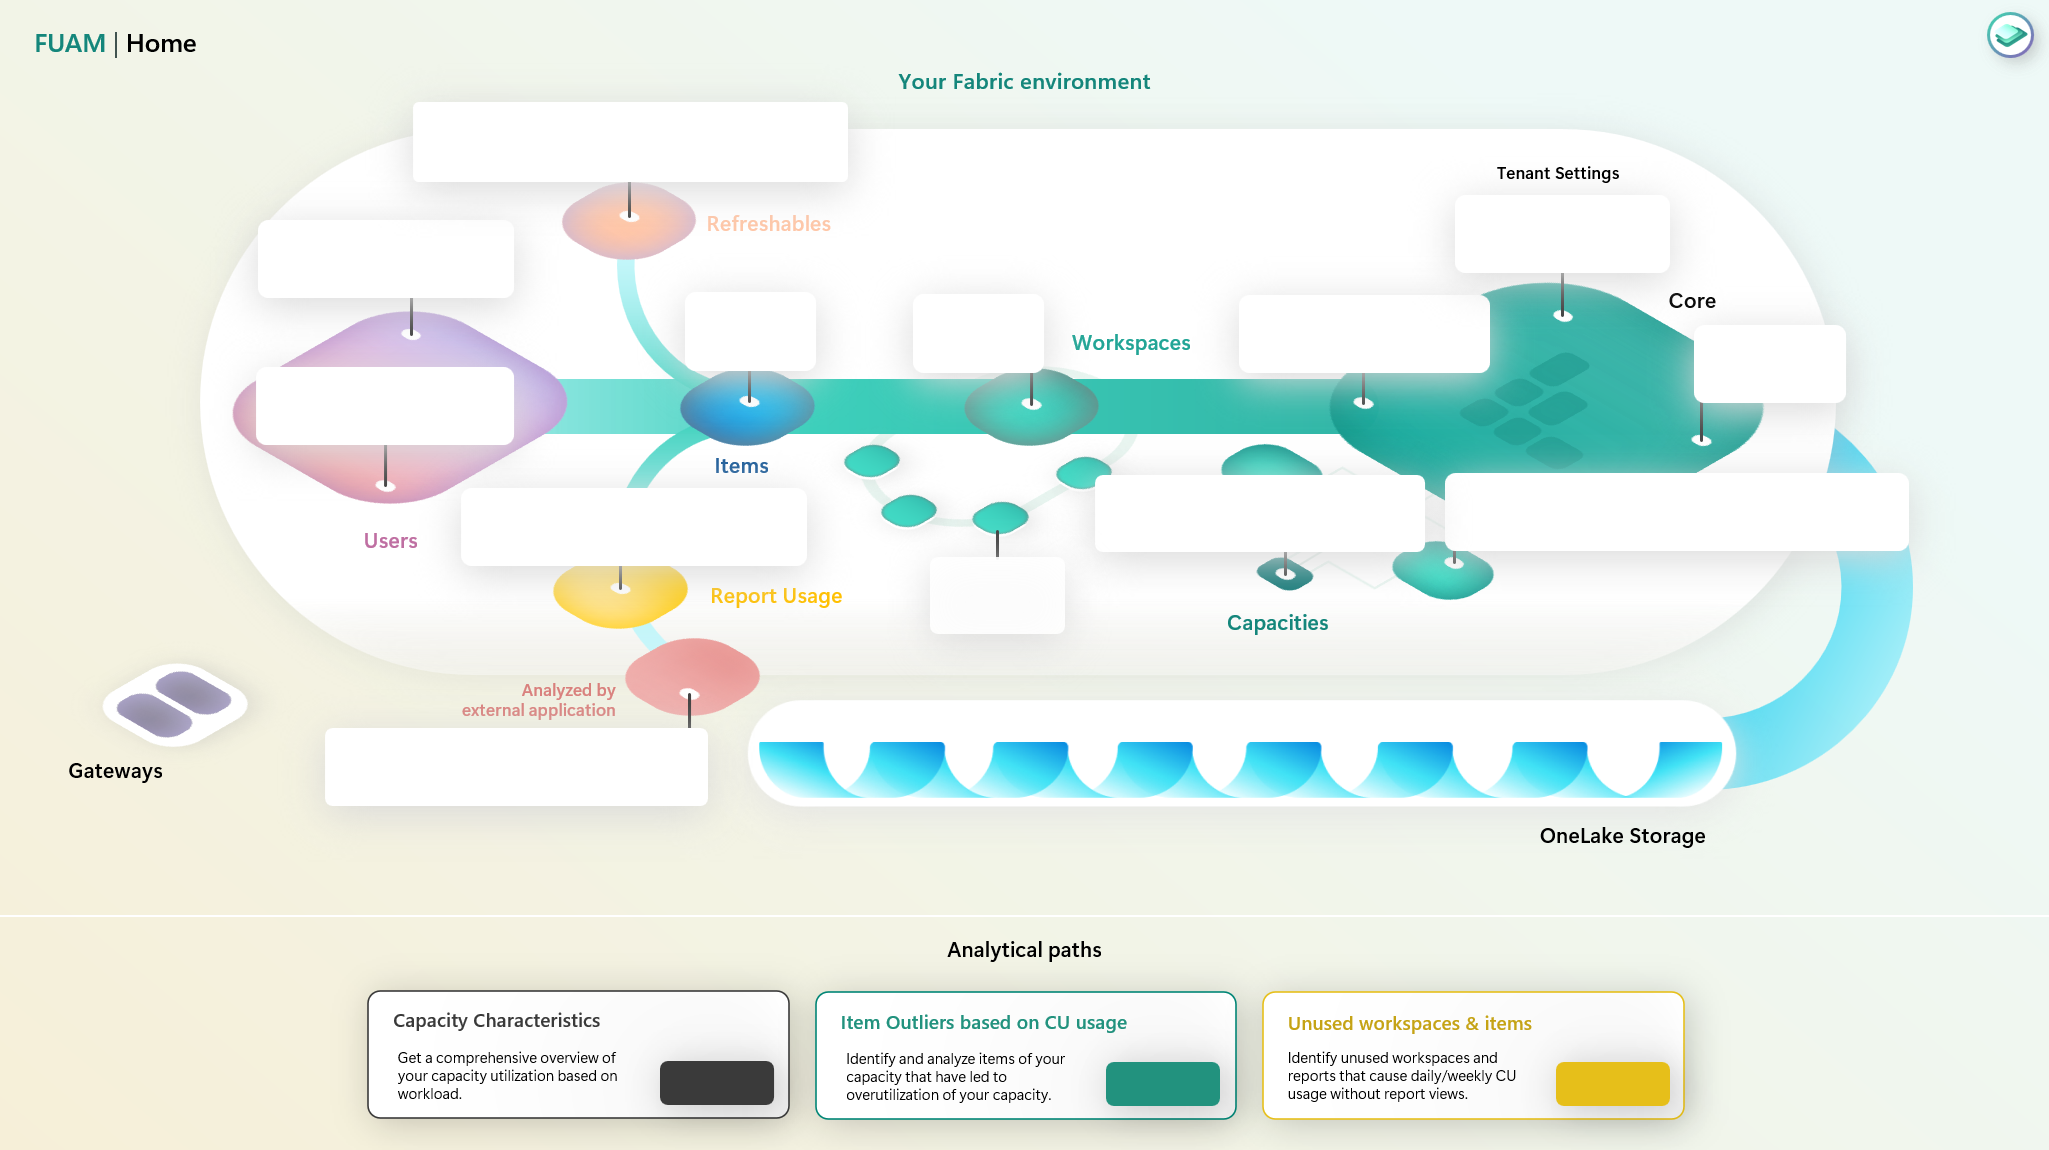 FUAM | Home
Your Fabric environment
Tenant Settings
Refreshables
Core
Workspaces
Items
Users
Report Usage
Capacities
Analyzed by
external application
Gateways
OneLake Storage
Analytical paths
Capacity Characteristics
Get a comprehensive overview of
your capacity utilization based on
workload.
Item Outliers based on CU usage
Identify and analyze items of your
capacity that have led to
overutilization of your capacity.
Unused workspaces & items
Identify unused workspaces and
reports that cause daily/weekly CU
usage without report views.